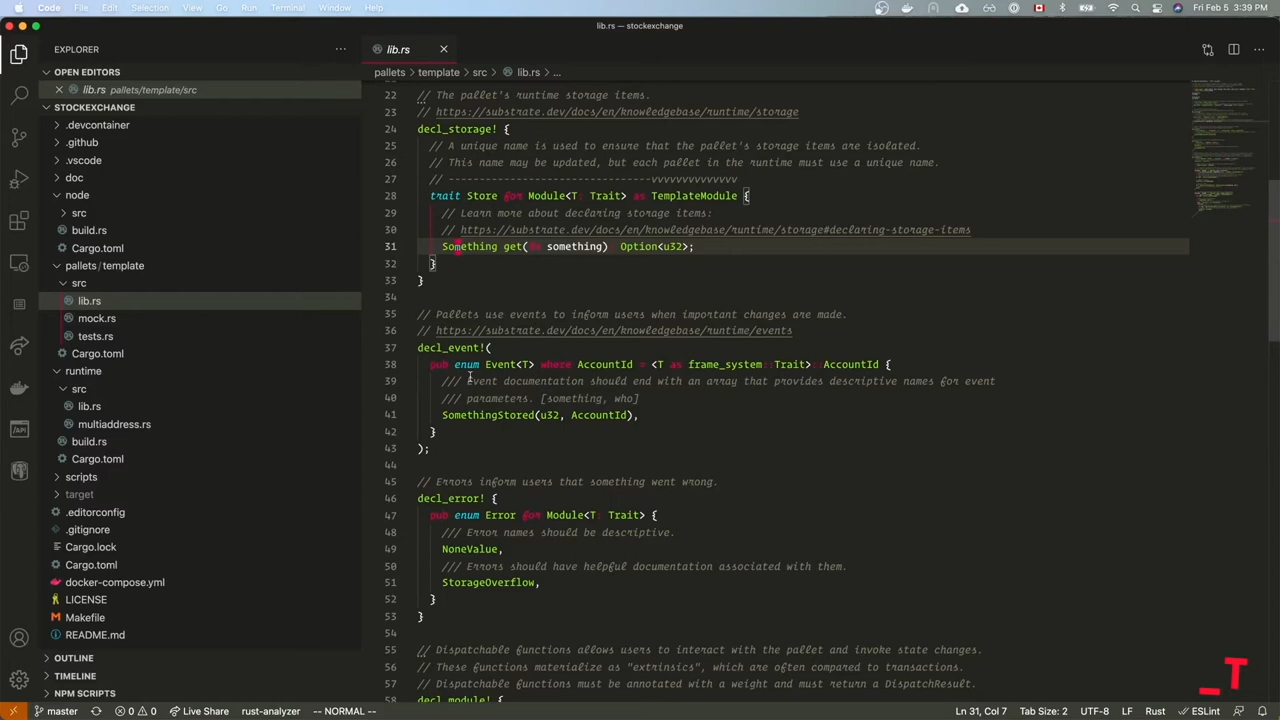 Code File Edit Selection View Go Run Terminal Window Help Fri Feb 5 3:39 PM
lib.rs — stockexchange
EXPLORER
lib.rs
OPEN EDITORS
pallets > template > src > lib.rs > ...
lib.rs pallets/template/src
STOCKEXCHANGE
.devcontainer
.github
.vscode
doc
node
src
build.rs
Cargo.toml
pallets/template
src
lib.rs
mock.rs
tests.rs
Cargo.toml
runtime
src
lib.rs
multiaddress.rs
build.rs
Cargo.toml
scripts
target
.editorconfig
.gitignore
Cargo.lock
Cargo.toml
docker-compose.yml
LICENSE
Makefile
README.md
OUTLINE
TIMELINE
NPM SCRIPTS
22 // The pallet's runtime storage items.
23 // https://substrate.dev/docs/en/knowledgebase/runtime/storage
24 decl_storage! {
25 // A unique name is used to ensure that the pallet's storage items are isolated.
26 // This name may be updated, but each pallet in the runtime must use a unique name.
27 // ---------------------------------vvvvvvvvvvvvvv
28 trait Store for Module<T: Trait> as TemplateModule {
29 // Learn more about declaring storage items:
30 // https://substrate.dev/docs/en/knowledgebase/runtime/storage#declaring-storage-items
31 Something get( something) Option<u32>;
32 }
33 }
34
35 // Pallets use events to inform users when important changes are made.
36 // https://substrate.dev/docs/en/knowledgebase/runtime/events
37 decl_event!(
38 pub enum Event<T> where AccountId = <T as frame_system::Trait>::AccountId {
39 /// Event documentation should end with an array that provides descriptive names for event
40 /// parameters. [something, who]
41 SomethingStored(u32, AccountId),
42 }
43 );
44
45 // Errors inform users that something went wrong.
46 decl_error! {
47 pub enum Error for Module<T: Trait> {
48 /// Error names should be descriptive.
49 NoneValue,
50 /// Errors should have helpful documentation associated with them.
51 StorageOverflow,
52 }
53 }
54
55 // Dispatchable functions allows users to interact with the pallet and invoke state changes.
56 // These functions materialize as "extrinsics", which are often compared to transactions.
57 // Dispatchable functions must be annotated with a weight and must return a DispatchResult.
58 decl_module! {
_T
master 0 0 Live Share rust-analyzer -- NORMAL -- Ln 31, Col 7 Tab Size: 2 UTF-8 LF Rust ESLint